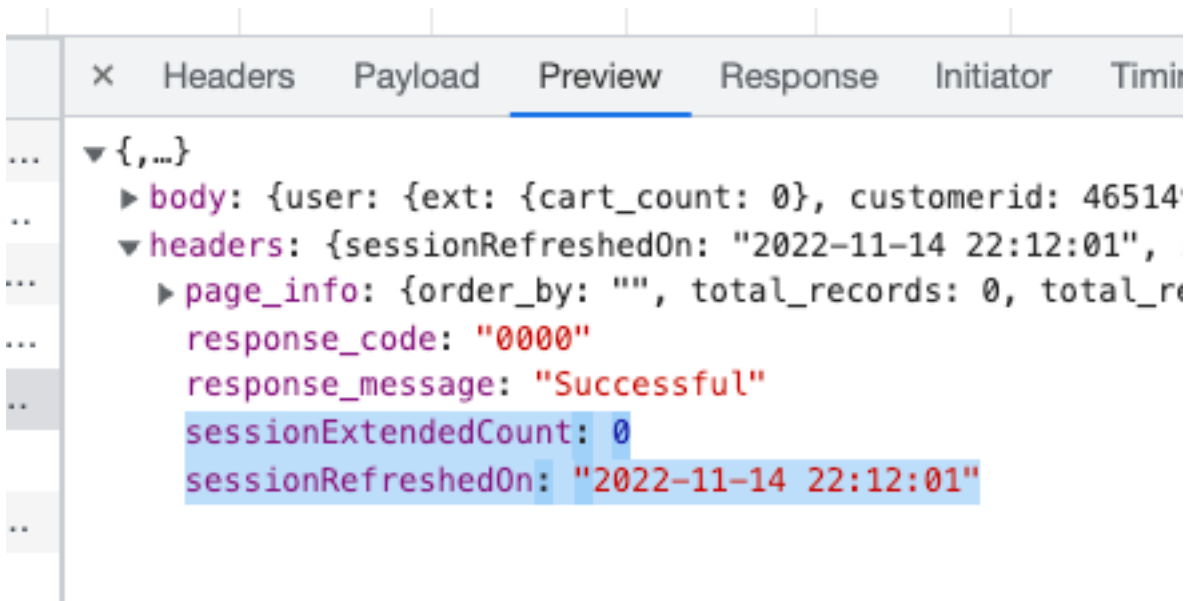 × Headers Payload Preview Response Initiator
{,…}
body: {user: {ext: {cart_count: 0}, customerid:
headers: {sessionRefreshedOn: "2022-11-14 22:12:01",
page_info: {order_by: "", total_records: 0,
response_code: "0000"
response_message: "Successful"
sessionExtendedCount: 0
sessionRefreshedOn: "2022-11-14 22:12:01"